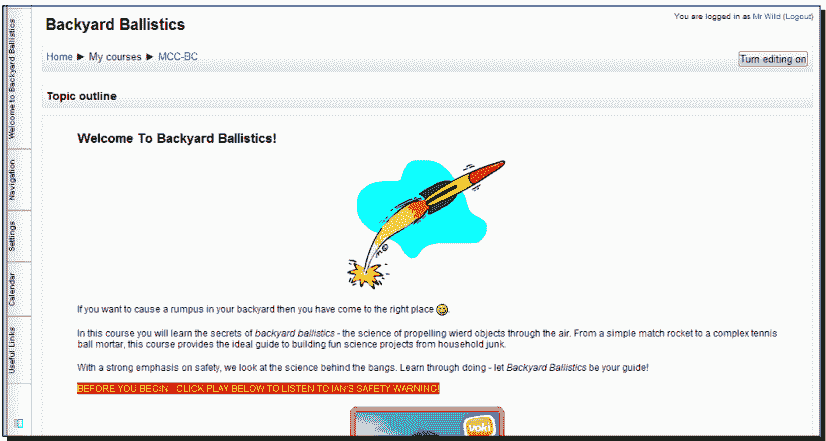 You are logged in as Mr Wild (Logout)
Backyard Ballistics
Home ► My courses ► MCC-BC
Turn editing on
Topic outline
Welcome To Backyard Ballistics!
If you want to cause a rumpus in your backyard then you have come to the right place.
In this course you will learn the secrets of backyard ballistics - the science of propelling wierd objects through the air. From a simple match rocket to a complex tennis
ball mortar, this course provides the ideal guide to building fun science projects from household junk.
With a strong emphasis on safety, we look at the science behind the bangs. Learn through doing - let Backyard Ballistics be your guide!
BEFORE YOU BEGIN - CLICK PLAY BELOW TO LISTEN TO IAN'S SAFETY WARNING!
voki
Welcome to Backyard Ballistics
Navigation
Settings
Calendar
Useful Links